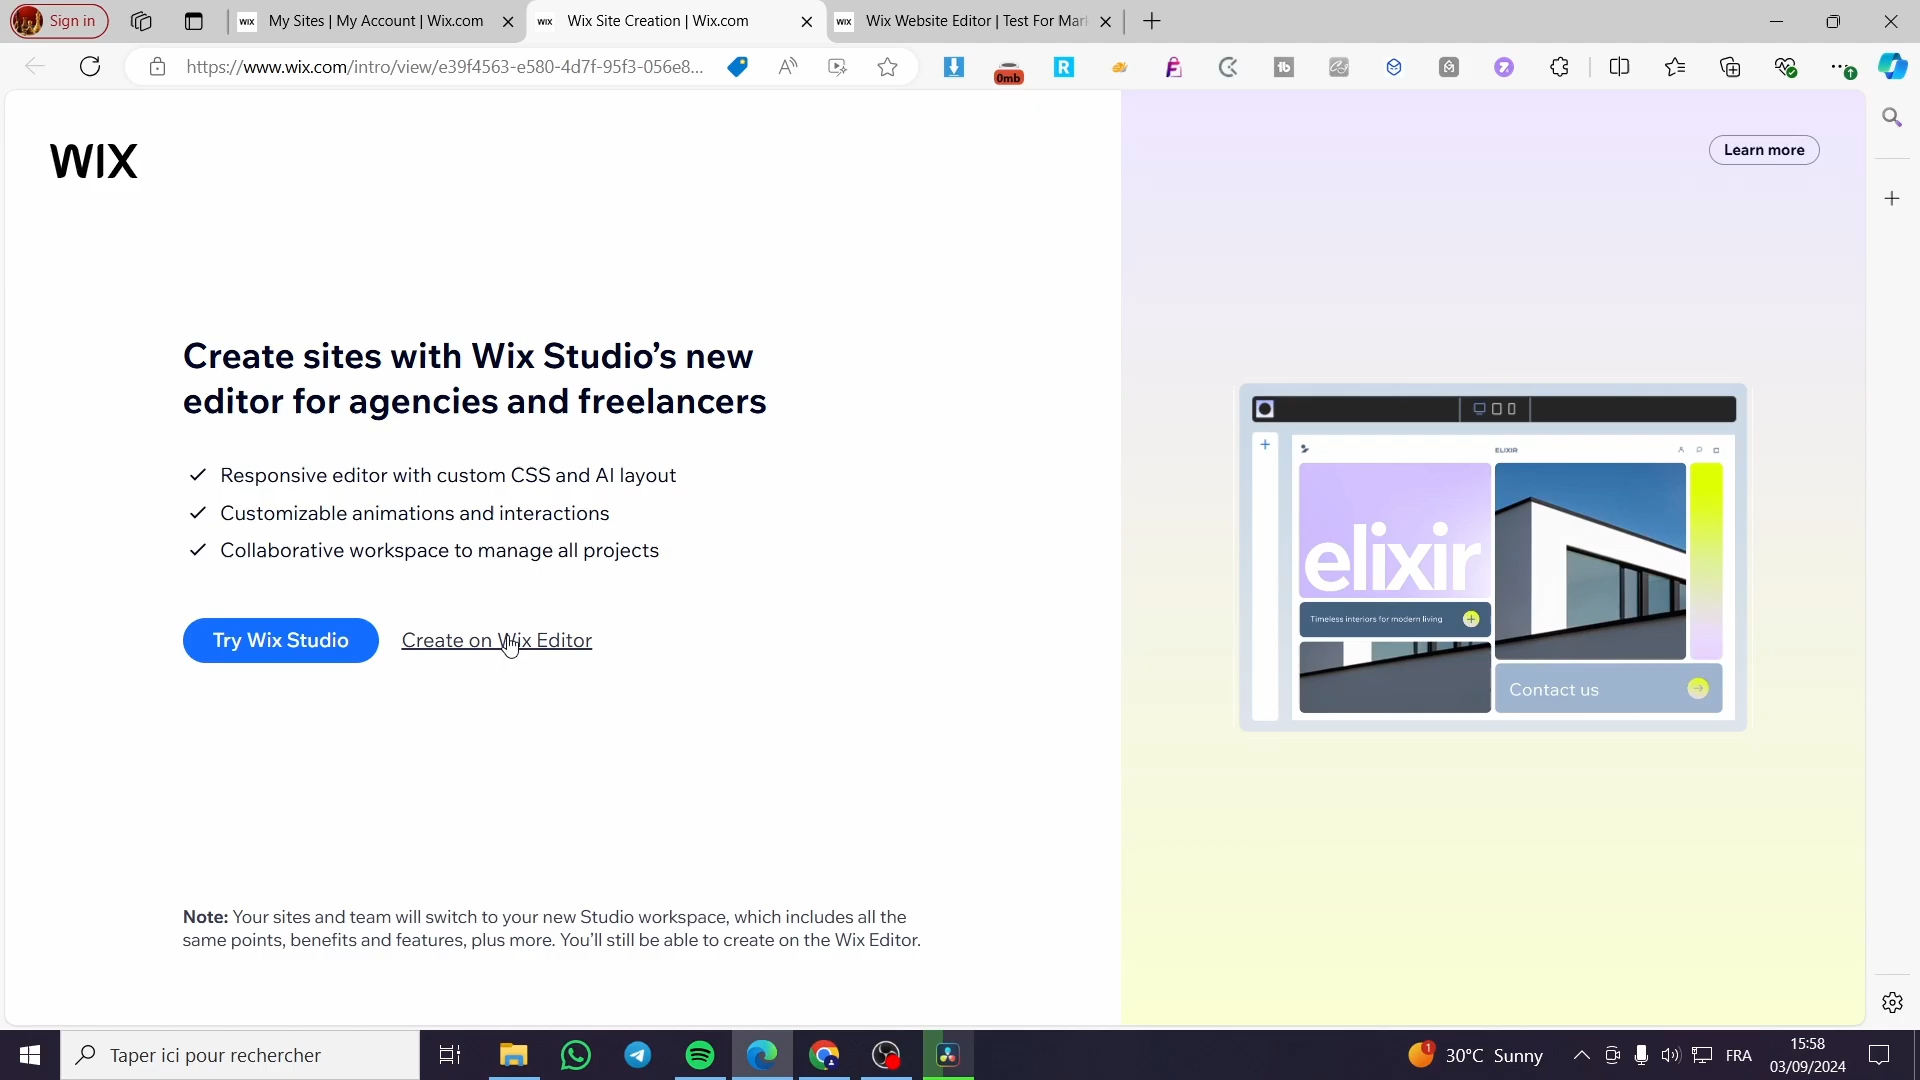 Sign in
WIX My Sites | My Account | Wix.com
WIX Wix Site Creation | Wix.com
WIX Wix Website Editor | Test For Mar
https://www.wix.com/intro/view/e39f4563-e580-4d7f-95f3-056e8...
0mb
R
tb
WIX
Learn more
Create sites with Wix Studio’s new
editor for agencies and freelancers
Responsive editor with custom CSS and AI layout
Customizable animations and interactions
Collaborative workspace to manage all projects
Try Wix Studio
Create on Wix Editor
ELIXIR
elixir
Timeless interiors for modern living
Contact us
Note: Your sites and team will switch to your new Studio workspace, which includes all the
same points, benefits and features, plus more. You’ll still be able to create on the Wix Editor.
Taper ici pour rechercher
1
30°C Sunny
FRA
15:58
03/09/2024